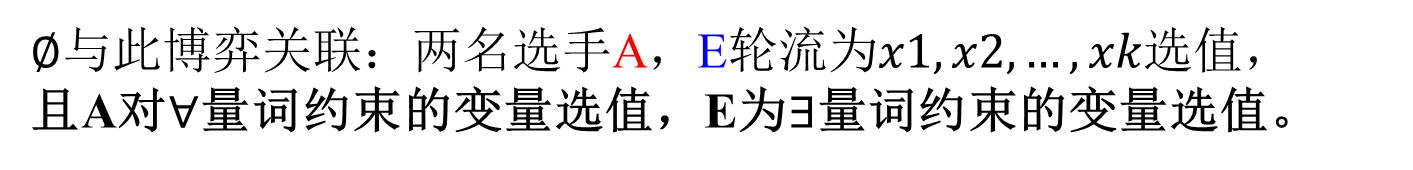 ∅与此博弈关联：两名选手A，E轮流为x1, x2, … , xk选值，
且A对∀量词约束的变量选值，E为∃量词约束的变量选值。